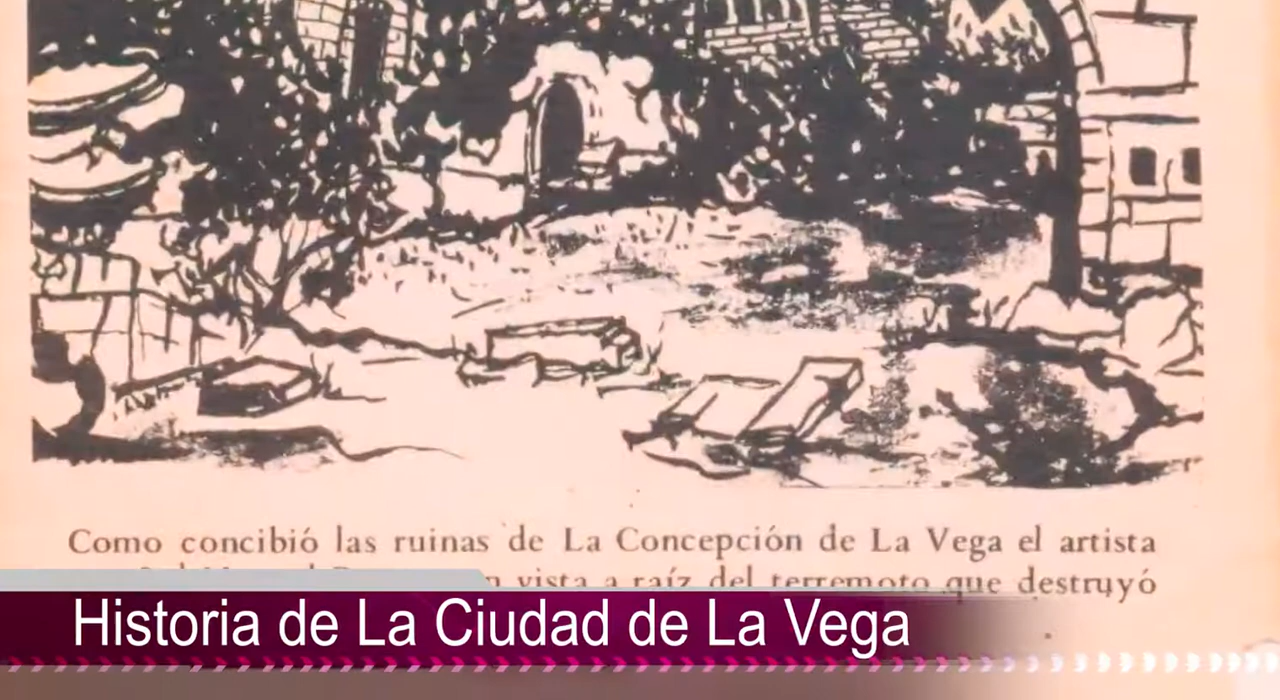 Como concibió las ruinas de La Concepción de La Vega el artista
vista a raíz del terremoto que destruyó
Historia de La Ciudad de La Vega